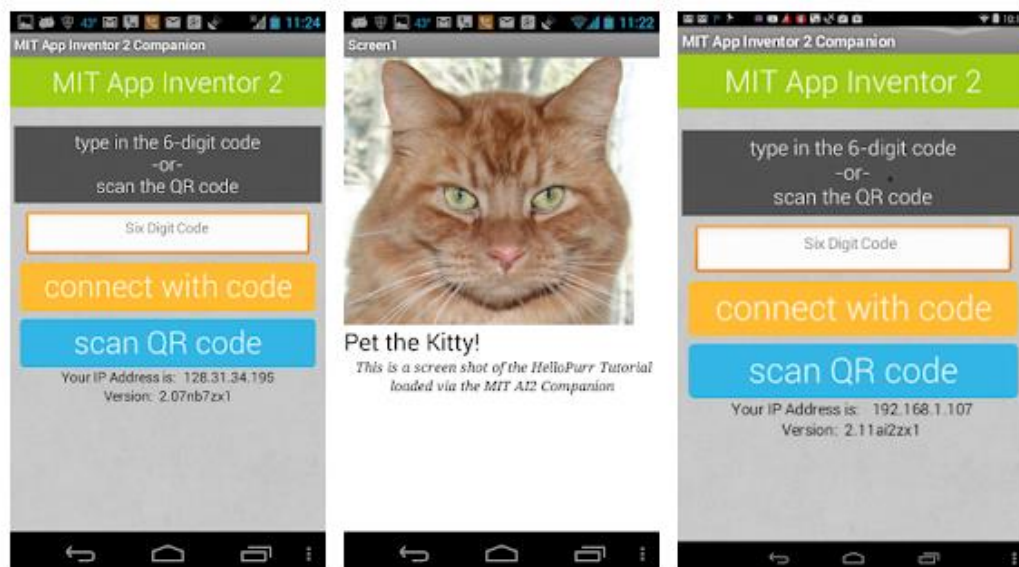 43°
11:24
MIT App Inventor 2 Companion
MIT App Inventor 2
type in the 6-digit code
-or-
scan the QR code
Six Digit Code
connect with code
scan QR code
Your IP Address is: 128.31.34.195
Version: 2.07nb7zx1
43°
11:22
Screen1
Pet the Kitty!
This is a screen shot of the HelloPurr Tutorial
loaded via the MIT AI2 Companion
MIT App Inventor 2 Companion
MIT App Inventor 2
type in the 6-digit code
-or-
scan the QR code
Six Digit Code
connect with code
scan QR code
Your IP Address is: 192.168.1.107
Version: 2.11ai2zx1